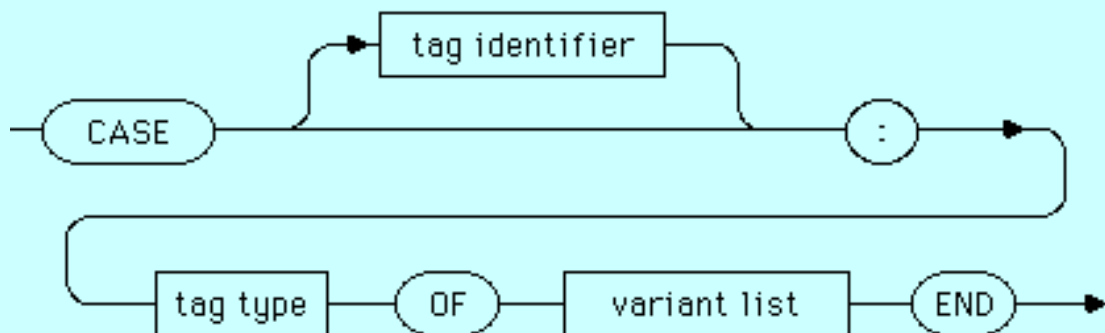 tag identifier
CASE :
tag type OF variant list END